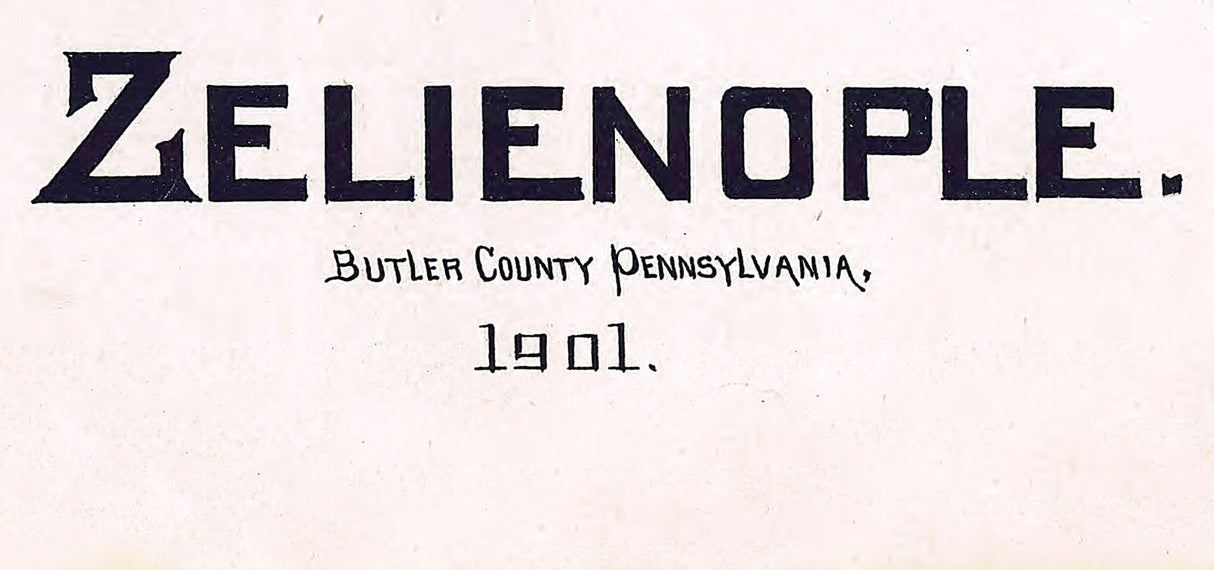 ZELIENOPLE.
BUTLER COUNTY PENNSYLVANIA,
1901.